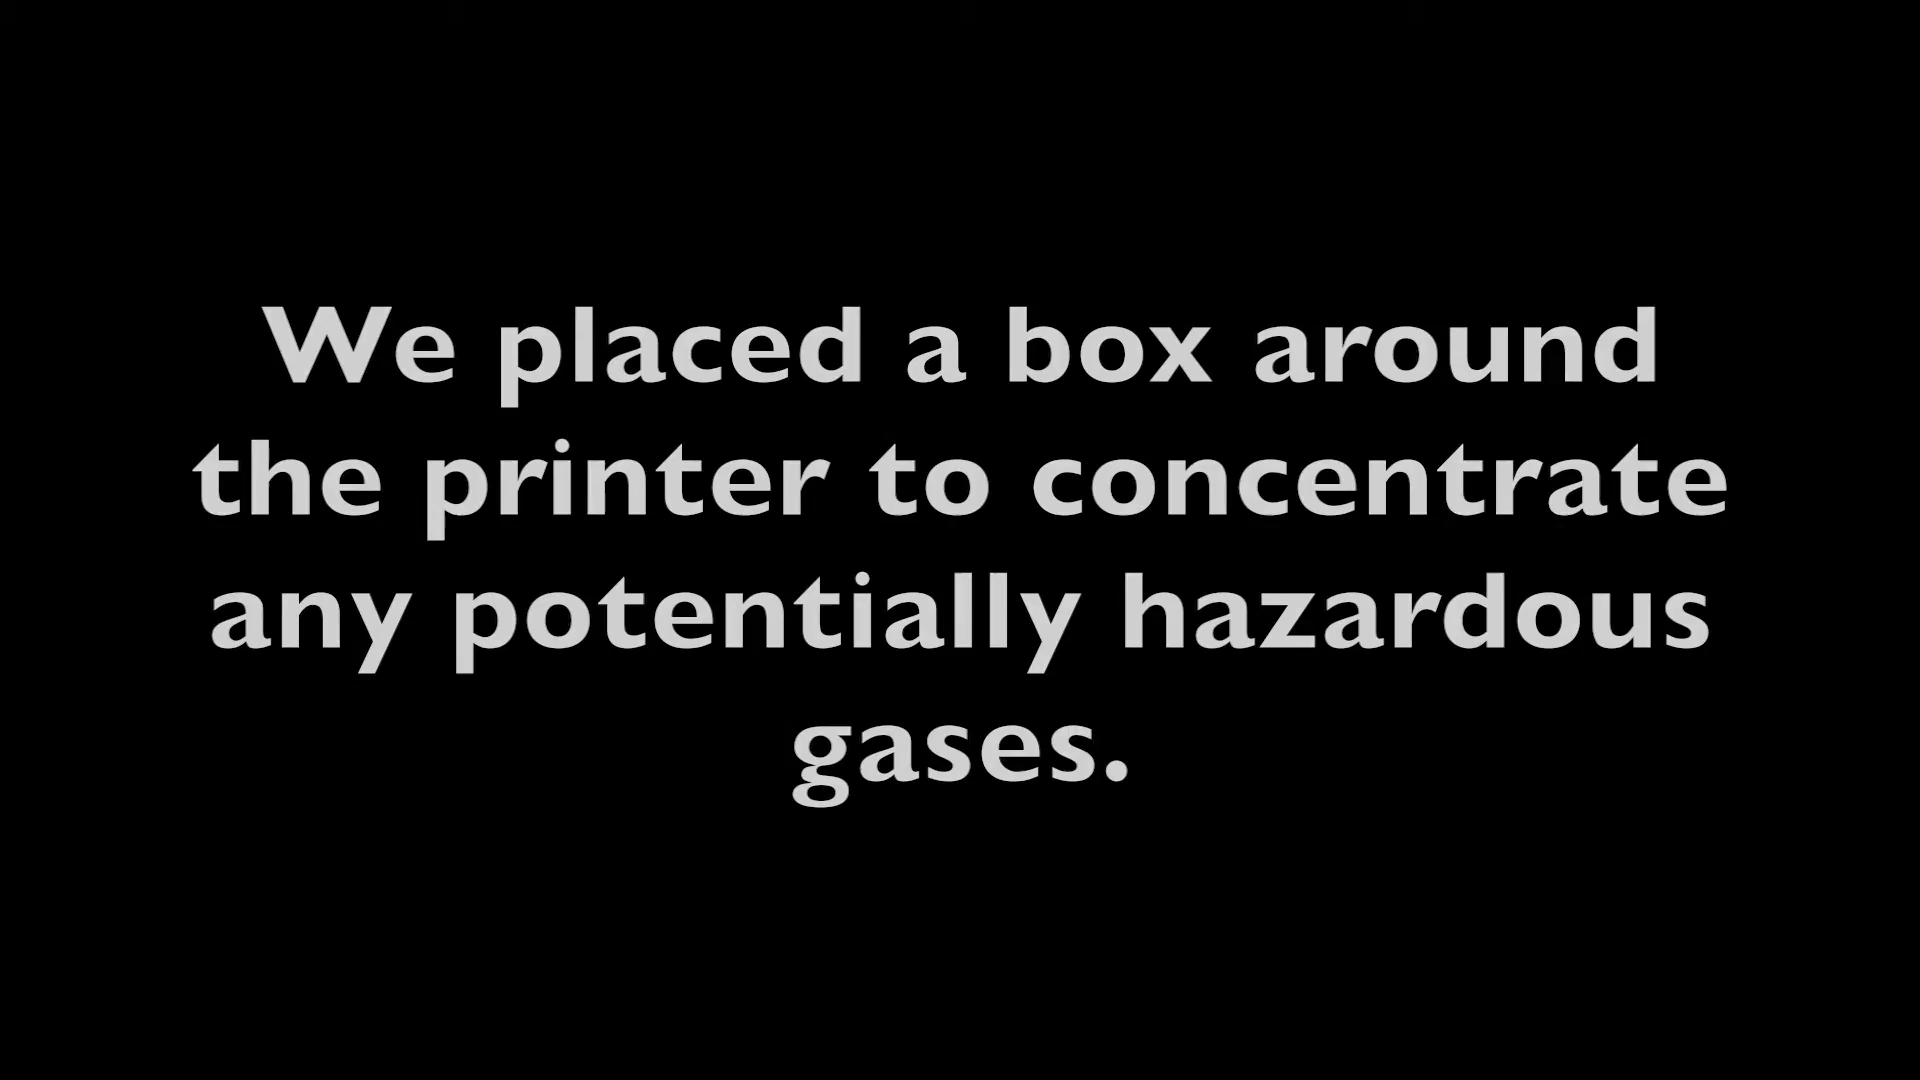 We placed a box around
the printer to concentrate
any potentially hazardous
gases.